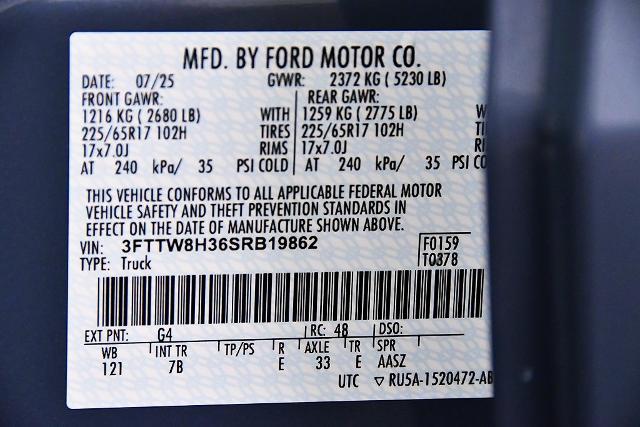 MFD. BY FORD MOTOR CO.
DATE: 07/25 GVWR: 2372 KG ( 5230 LB)
FRONT GAWR: REAR GAWR:
1216 KG ( 2680 LB) WITH 1259 KG ( 2775 LB) W
225/65R17 102H TIRES 225/65R17 102H TI
17x7.0J RIMS 17x7.0J RI
AT 240 kPa/ 35 PSI COLD AT 240 kPa/ 35 PSI CO
THIS VEHICLE CONFORMS TO ALL APPLICABLE FEDERAL MOTOR
VEHICLE SAFETY AND THEFT PREVENTION STANDARDS IN
EFFECT ON THE DATE OF MANUFACTURE SHOWN ABOVE.
VIN: 3FTTW8H36SRB19862 F0159
TYPE: Truck T0378
EXT PNT: G4 RC: 48 DSO:
WB INT TR TP/PS R AXLE TR SPR
121 7B E 33 E AASZ
UTC ▽ RU5A-1520472-AB